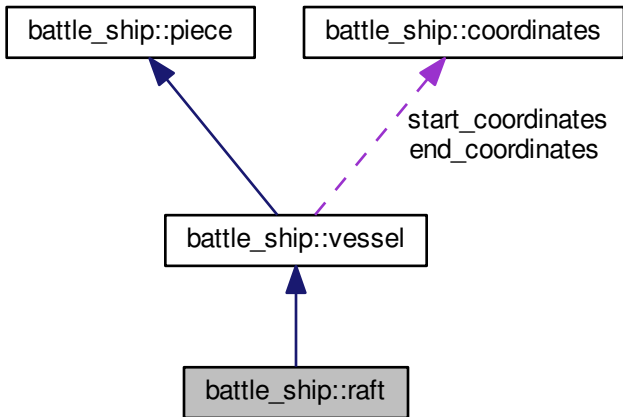 battle_ship::piece
battle_ship::coordinates
start_coordinates
end_coordinates
battle_ship::vessel
battle_ship::raft